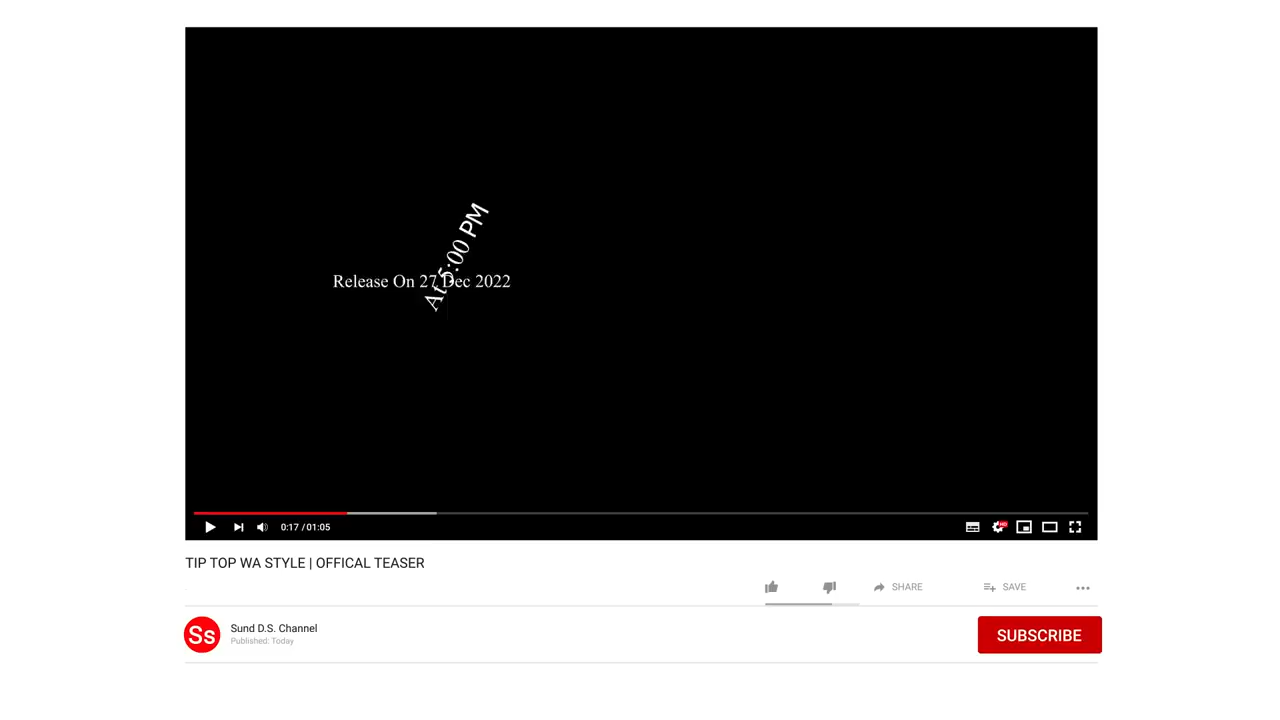 At 5:00 PM
Release On 27 Dec 2022
0:17 / 01:05
HD
TIP TOP WA STYLE | OFFICAL TEASER
SHARE
SAVE
Ss
Sund D.S. Channel
Published: Today
SUBSCRIBE